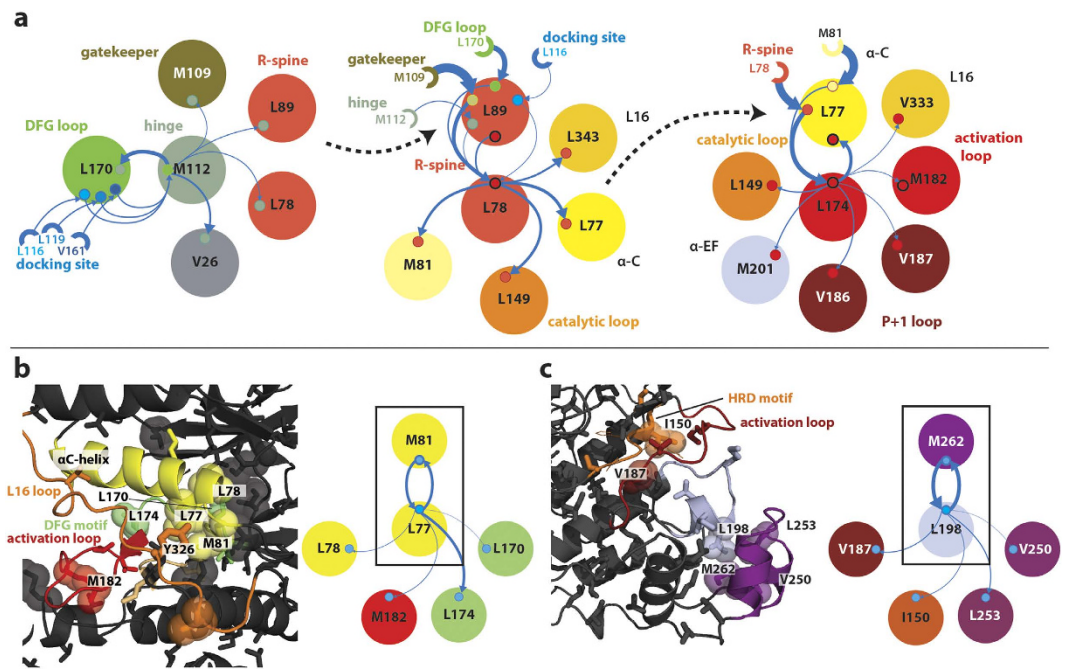 a
gatekeeper
M109
R-spine
L89
DFG loop
hinge
L170
M112
L78
L116
L119
V161
docking site
V26
DFG loop
L170
docking site
L116
gatekeeper
M109
L89
hinge
M112
L16
L343
R-spine
L78
L77
M81
α-C
L149
catalytic loop
M81
R-spine
L78
α-C
L77
L16
V333
catalytic loop
activation
loop
L149
M182
L174
α-EF
M201
V187
V186
P+1 loop
b
αC-helix
L16 loop
L170
L78
L174
L77
DFG motif
activation loop
Y326
M81
M182
M81
L77
L78
L170
M182
L174
c
HRD motif
I150
activation loop
V187
L198
L253
M262
V250
M262
L198
V187
V250
I150
L253